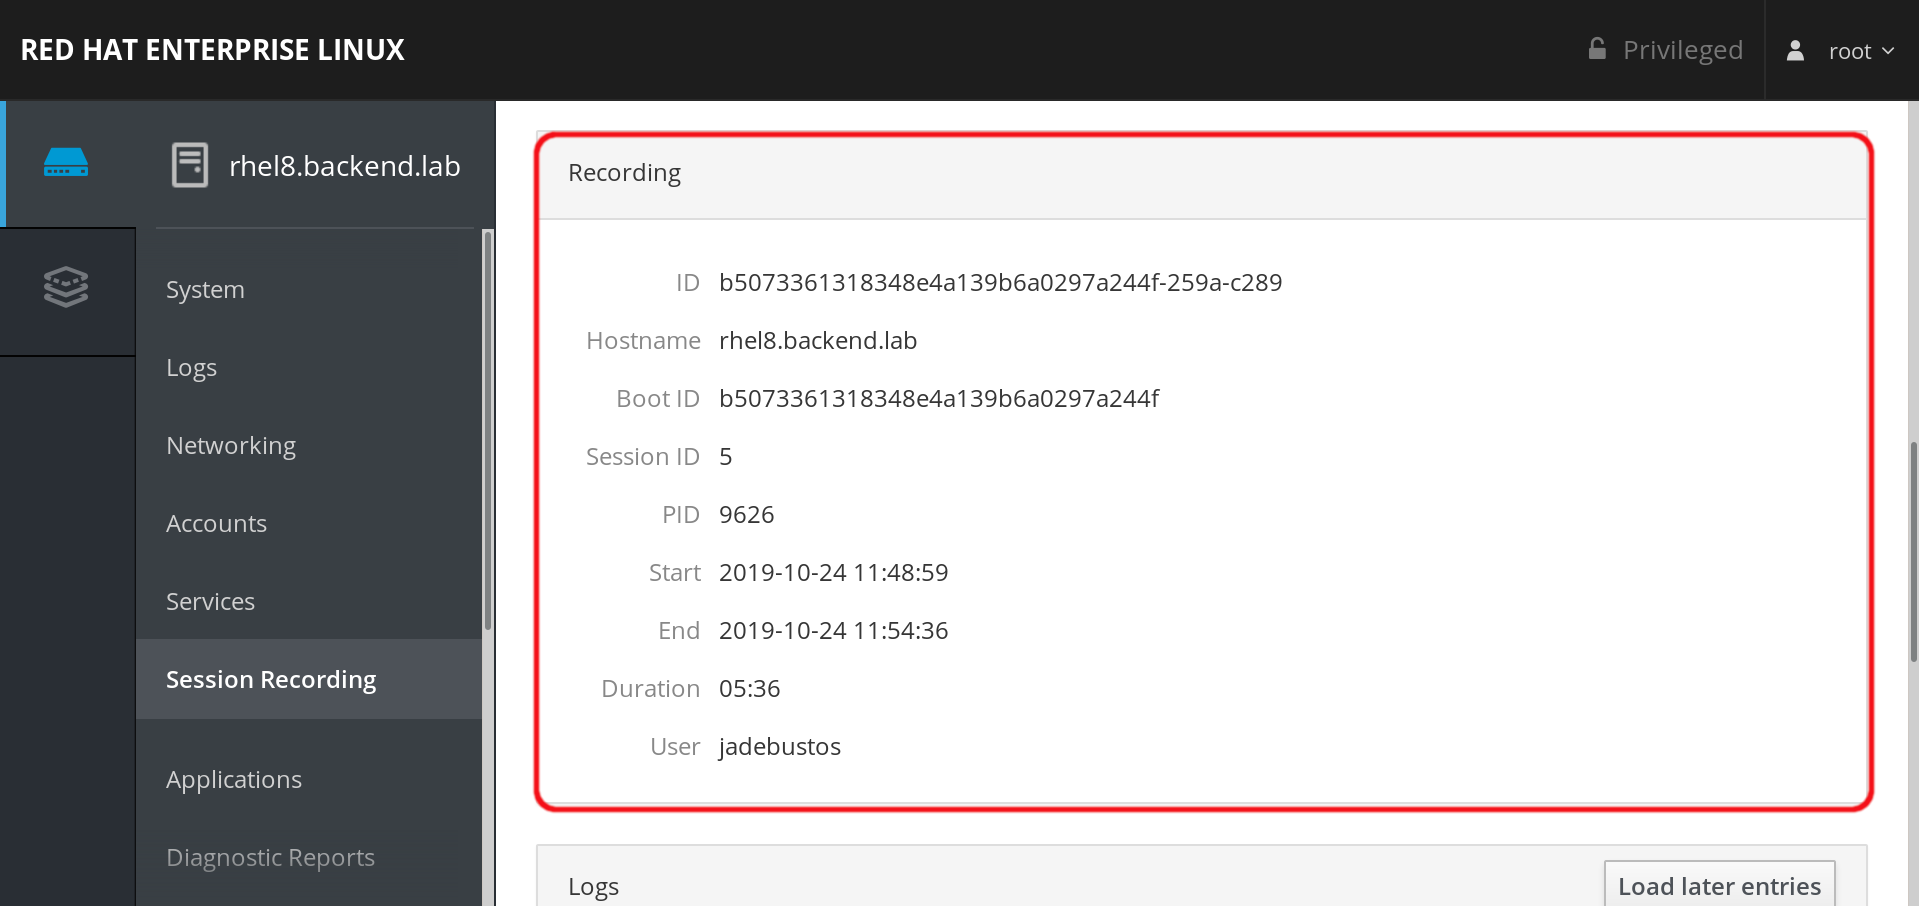 RED HAT ENTERPRISE LINUX
Privileged
root
rhel8.backend.lab
System
Logs
Networking
Accounts
Services
Session Recording
Applications
Diagnostic Reports
Recording
ID b5073361318348e4a139b6a0297a244f-259a-c289
Hostname rhel8.backend.lab
Boot ID b5073361318348e4a139b6a0297a244f
Session ID 5
PID 9626
Start 2019-10-24 11:48:59
End 2019-10-24 11:54:36
Duration 05:36
User jadebustos
Logs
Load later entries